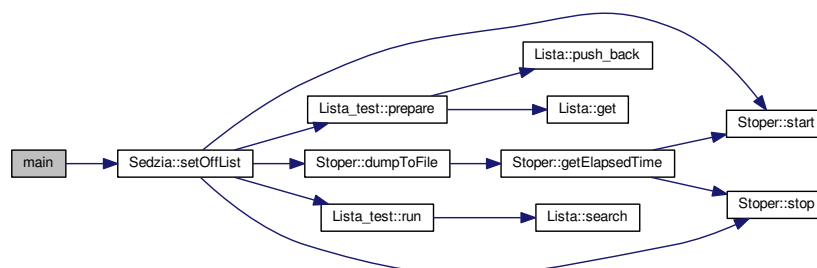 main
Sedzia::setOffList
Lista_test::prepare
Stoper::dumpToFile
Lista_test::run
Lista::push_back
Lista::get
Stoper::getElapsedTime
Lista::search
Stoper::start
Stoper::stop